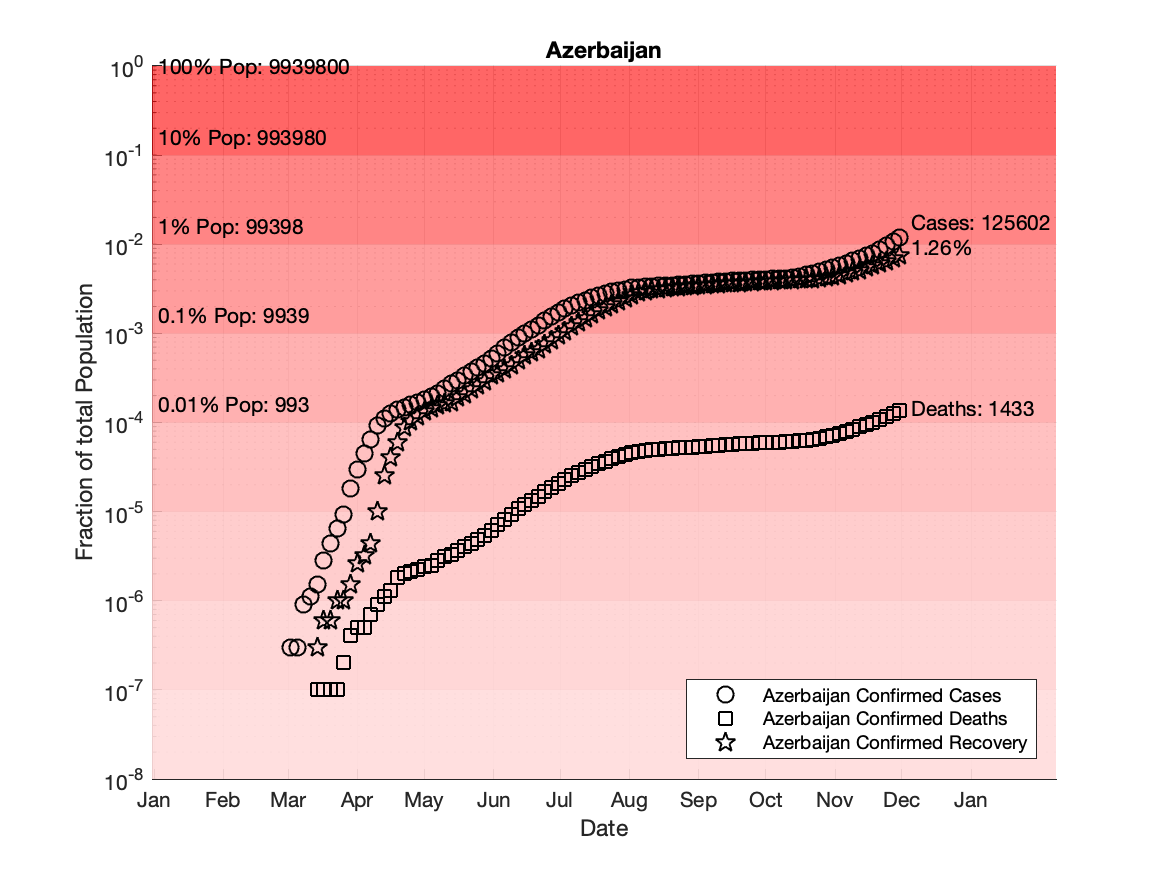 Azerbaijan
10^0
100% Pop: 9939800
10% Pop: 993980
10^-1
1% Pop: 99398
Cases: 125602
10^-2
1.26%
0.1% Pop: 9939
10^-3
0.01% Pop: 993
Deaths: 1433
10^-4
Fraction of total Population
10^-5
10^-6
10^-7
Azerbaijan Confirmed Cases
Azerbaijan Confirmed Deaths
Azerbaijan Confirmed Recovery
10^-8
Jan Feb Mar Apr May Jun Jul Aug Sep Oct Nov Dec Jan
Date